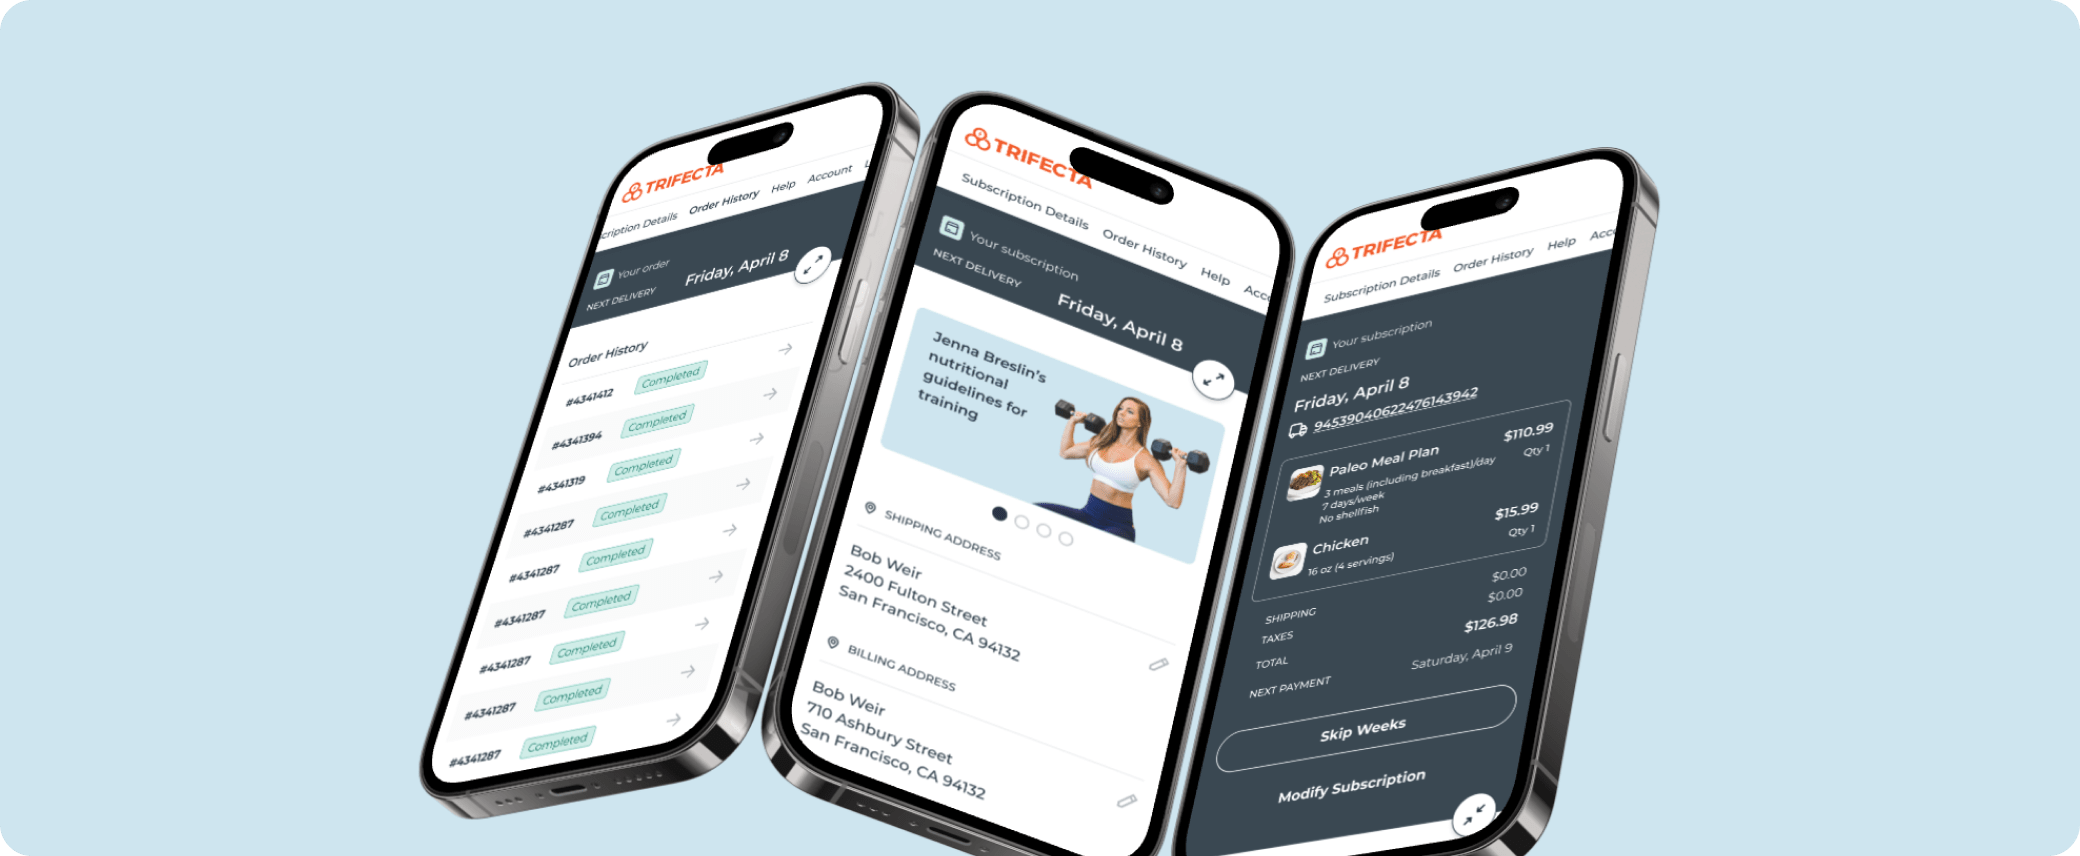 TRIFECTA
cription Details Order History Help Account L
Your order
NEXT DELIVERY Friday, April 8
Order History
#4341412 Completed
#4341394 Completed
#4341319 Completed
#4341287 Completed
#4341287 Completed
#4341287 Completed
#4341287 Completed
#4341287 Completed
#4341287 Completed
TRIFECTA
Subscription Details Order History Help Acco
Your subscription
NEXT DELIVERY Friday, April 8
Jenna Breslin's
nutritional
guidelines for
training
SHIPPING ADDRESS
Bob Weir
2400 Fulton Street
San Francisco, CA 94132
BILLING ADDRESS
Bob Weir
710 Ashbury Street
San Francisco, CA 94132
TRIFECTA
Subscription Details Order History Help Acco
Your subscription
NEXT DELIVERY
Friday, April 8
94539040622476143942
Paleo Meal Plan $110.99
3 meals (including breakfast)/day Qty 1
7 days/week
No shellfish
Chicken $15.99
16 oz (4 servings) Qty 1
SHIPPING $0.00
TAXES $0.00
TOTAL $126.98
NEXT PAYMENT Saturday, April 9
Skip Weeks
Modify Subscription